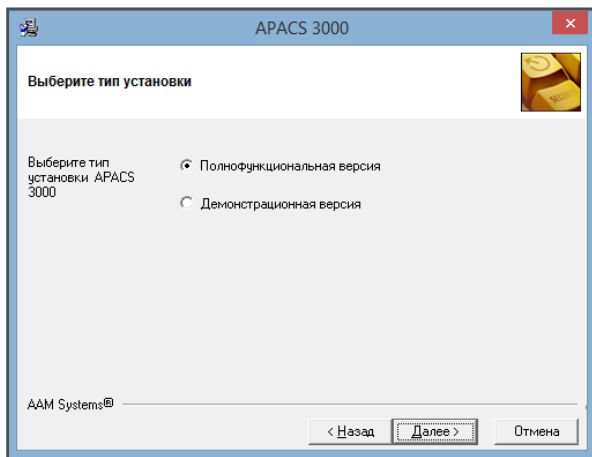 APACS 3000
Выберите тип установки
Выберите тип
установки APACS
3000
Полнофункциональная версия
Демонстрационная версия
AAM Systems®
< Назад
Далее >
Отмена